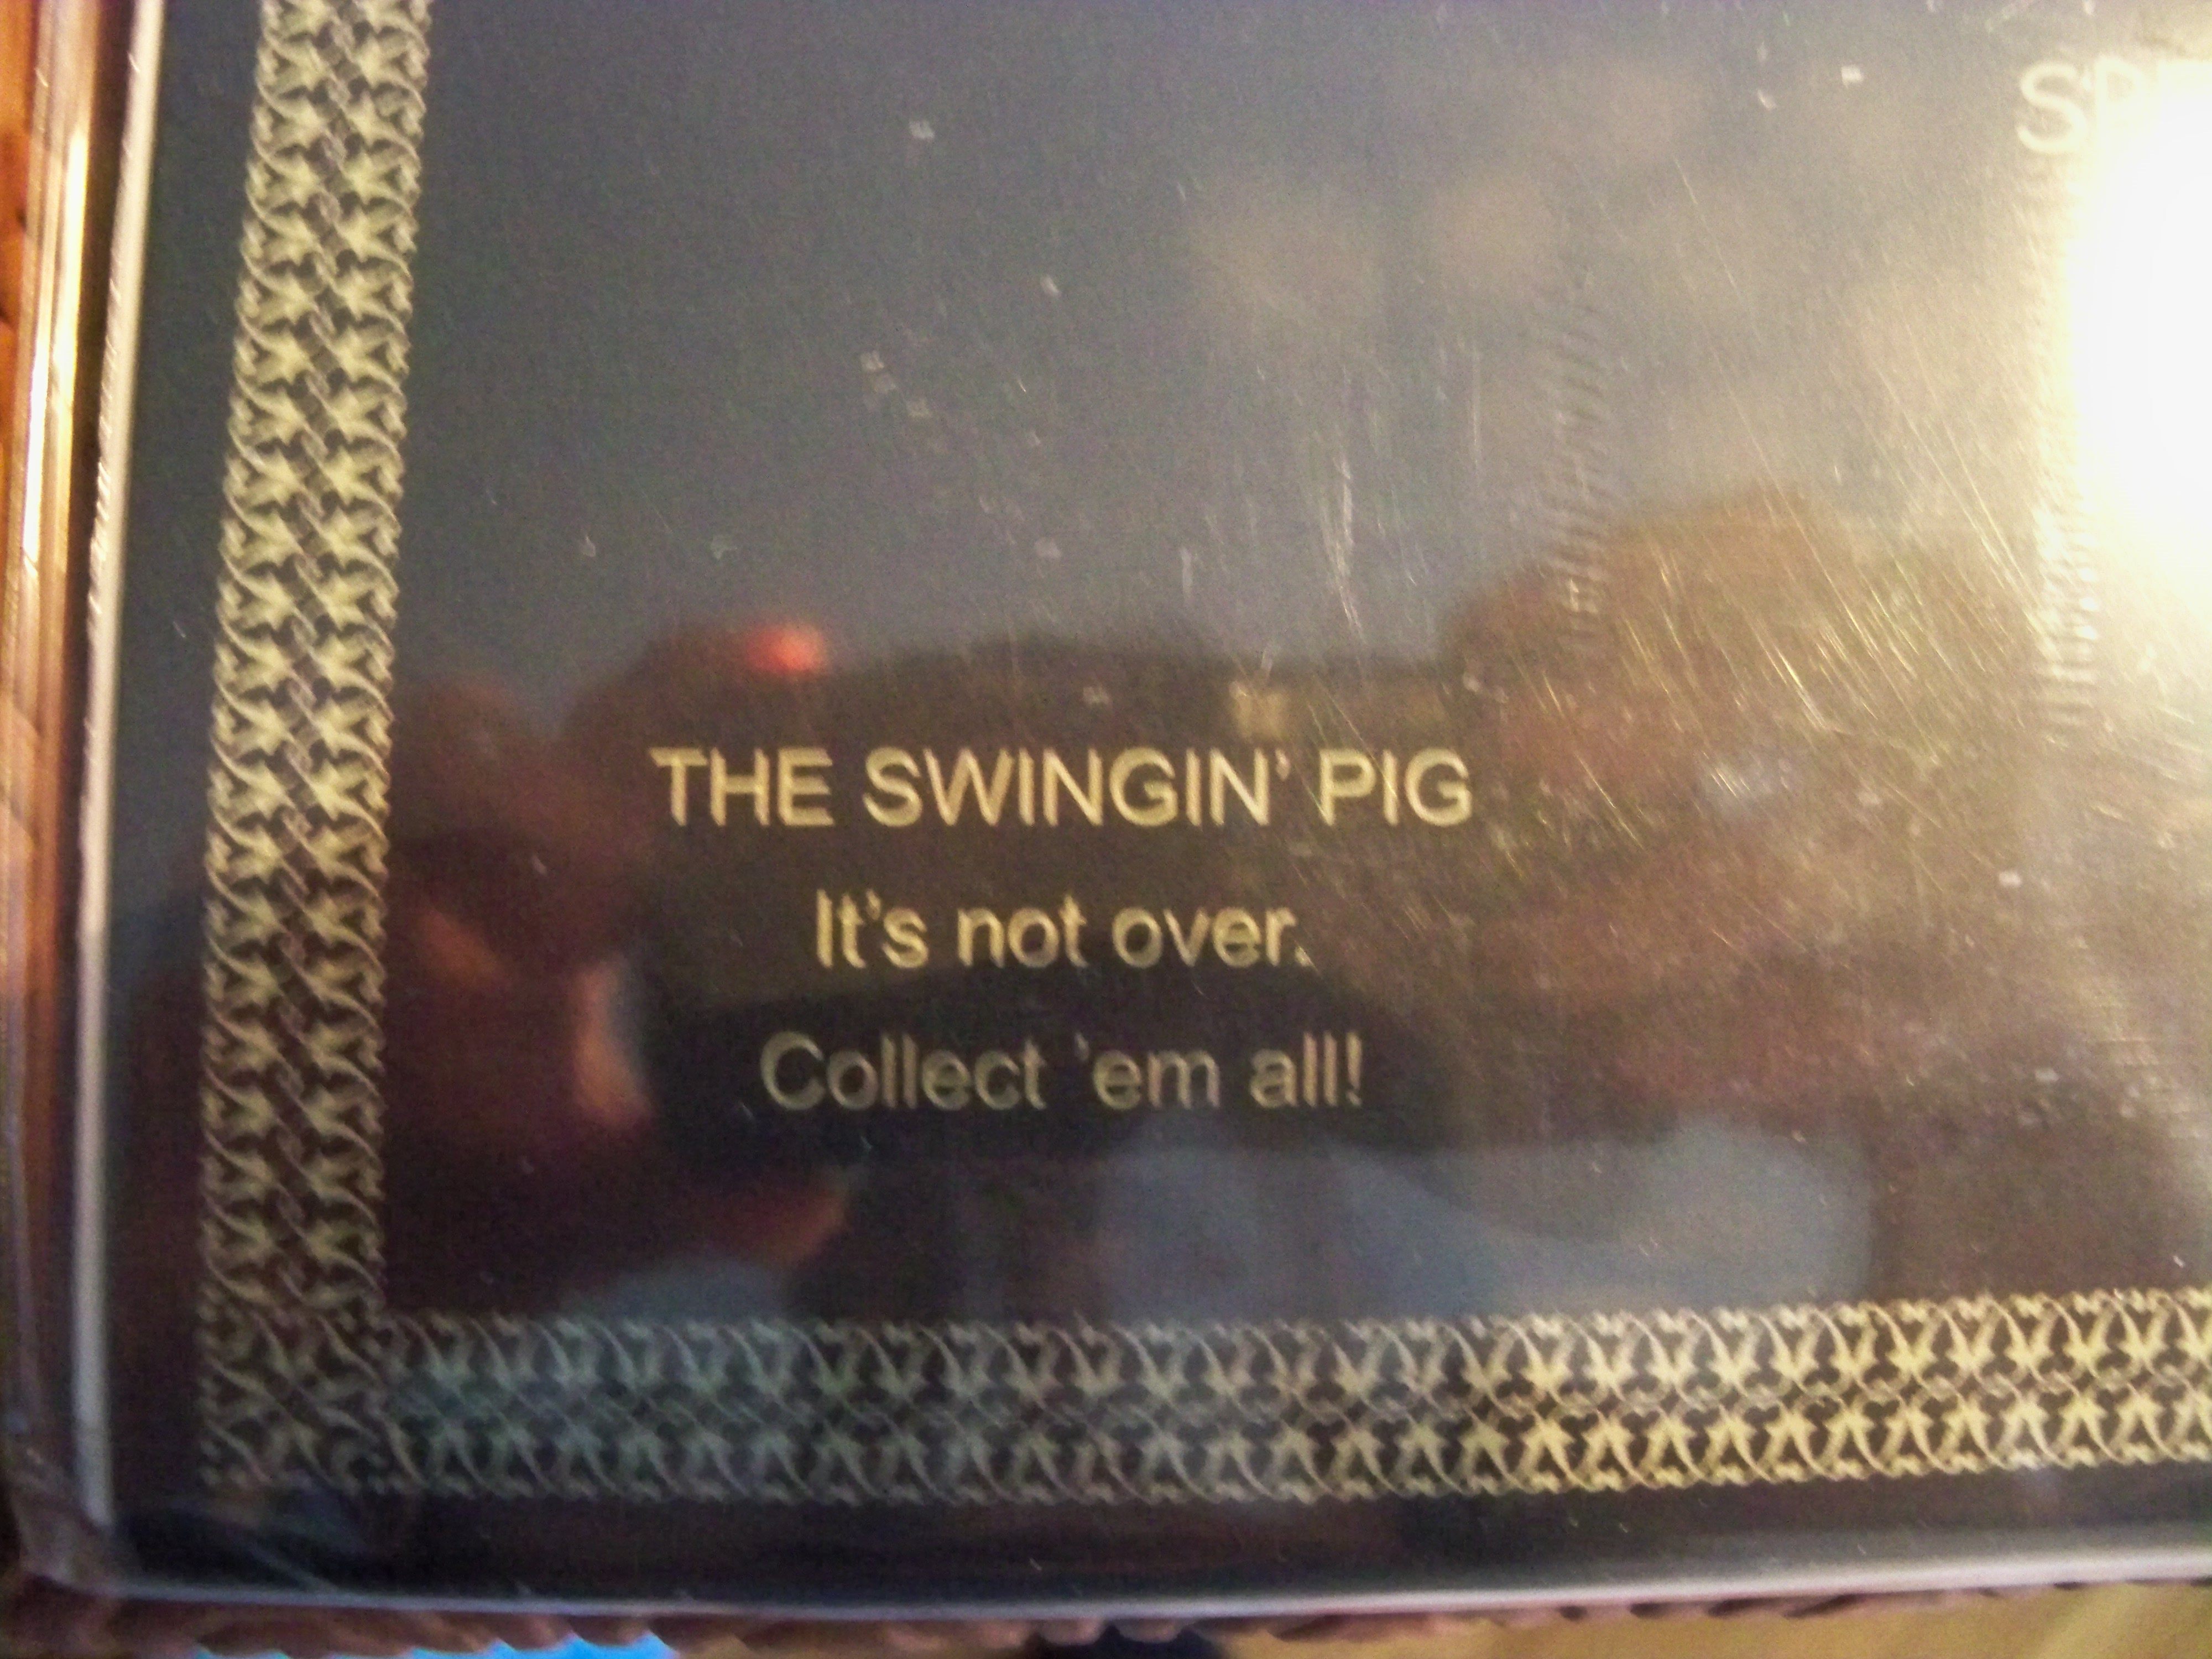 THE SWINGIN' PIG
It's not over.
Collect 'em all!